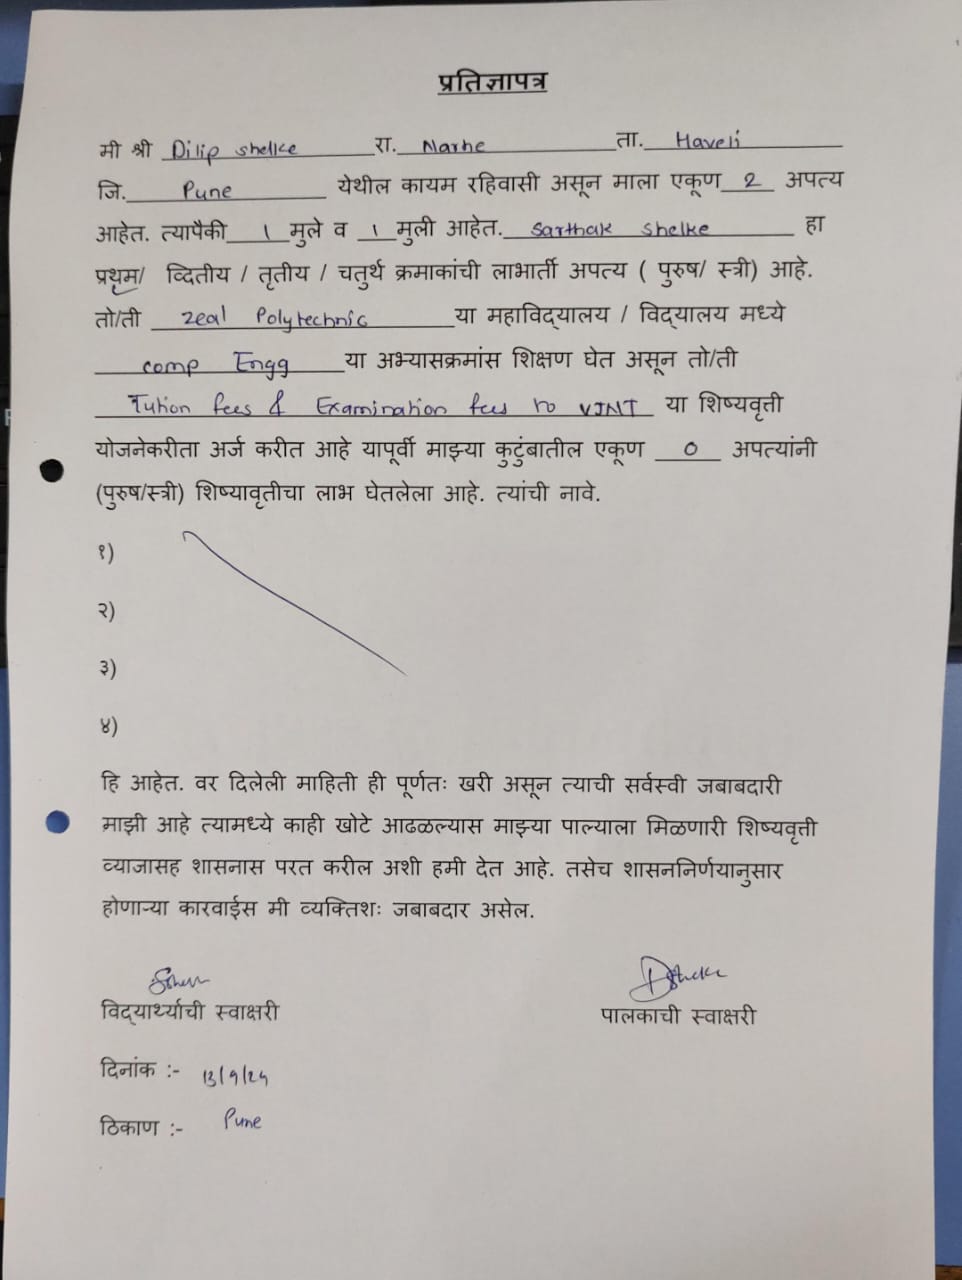 प्रतिज्ञापत्र
मी श्री Dilip shelke रा. Narhe ता. Haveli
जि. Pune येथील कायम रहिवासी असून माला एकूण 2 अपत्य
आहेत. त्यापैकी 1 मुले व 1 मुली आहेत. Sarthak shelke हा
प्रथम/ व्दितीय / तृतीय / चतुर्थ क्रमाकांची लाभार्ती अपत्य ( पुरुष/ स्त्री) आहे.
तो/ती zeal Polytechnic या महाविद्यालय / विद्यालय मध्ये
comp Engg या अभ्यासक्रमांस शिक्षण घेत असून तो/ती
Tution fees & Examination fees to VJNT या शिष्यवृत्ती
योजनेकरीता अर्ज करीत आहे यापूर्वी माझ्या कुटुंबातील एकूण 0 अपत्यांनी
(पुरुष/स्त्री) शिष्यावृतीचा लाभ घेतलेला आहे. त्यांची नावे.
१)
२)
३)
४)
हि आहेत. वर दिलेली माहिती ही पूर्णतः खरी असून त्याची सर्वस्वी जबाबदारी
माझी आहे त्यामध्ये काही खोटे आढळल्यास माझ्या पाल्याला मिळणारी शिष्यवृत्ती
व्याजासह शासनास परत करील अशी हमी देत आहे. तसेच शासननिर्णयानुसार
होणाऱ्या कारवाईस मी व्यक्तिशः जबाबदार असेल.
Dshelke
विद्यार्थ्याची स्वाक्षरी पालकाची स्वाक्षरी
दिनांक :- 13/9/24
ठिकाण :- Pune